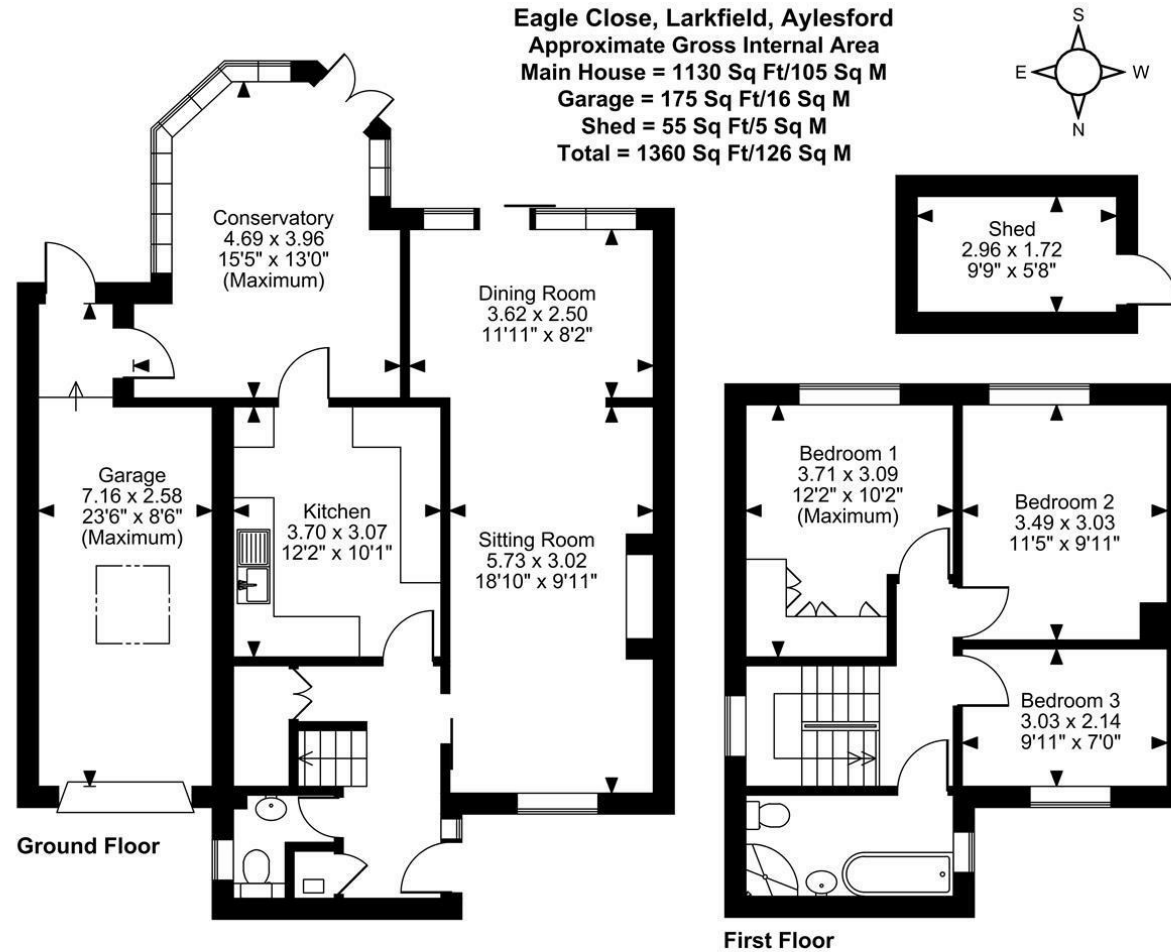 Eagle Close, Larkfield, Aylesford
Approximate Gross Internal Area
Main House = 1130 Sq Ft/105 Sq M
Garage = 175 Sq Ft/16 Sq M
Shed = 55 Sq Ft/5 Sq M
Total = 1360 Sq Ft/126 Sq M
S
E
W
N
Conservatory
4.69 x 3.96
15'5" x 13'0"
(Maximum)
Dining Room
3.62 x 2.50
11'11" x 8'2"
Shed
2.96 x 1.72
9'9" x 5'8"
Garage
7.16 x 2.58
23'6" x 8'6"
(Maximum)
Kitchen
3.70 x 3.07
12'2" x 10'1"
Sitting Room
5.73 x 3.02
18'10" x 9'11"
Bedroom 1
3.71 x 3.09
12'2" x 10'2"
(Maximum)
Bedroom 2
3.49 x 3.03
11'5" x 9'11"
Bedroom 3
3.03 x 2.14
9'11" x 7'0"
Ground Floor
First Floor